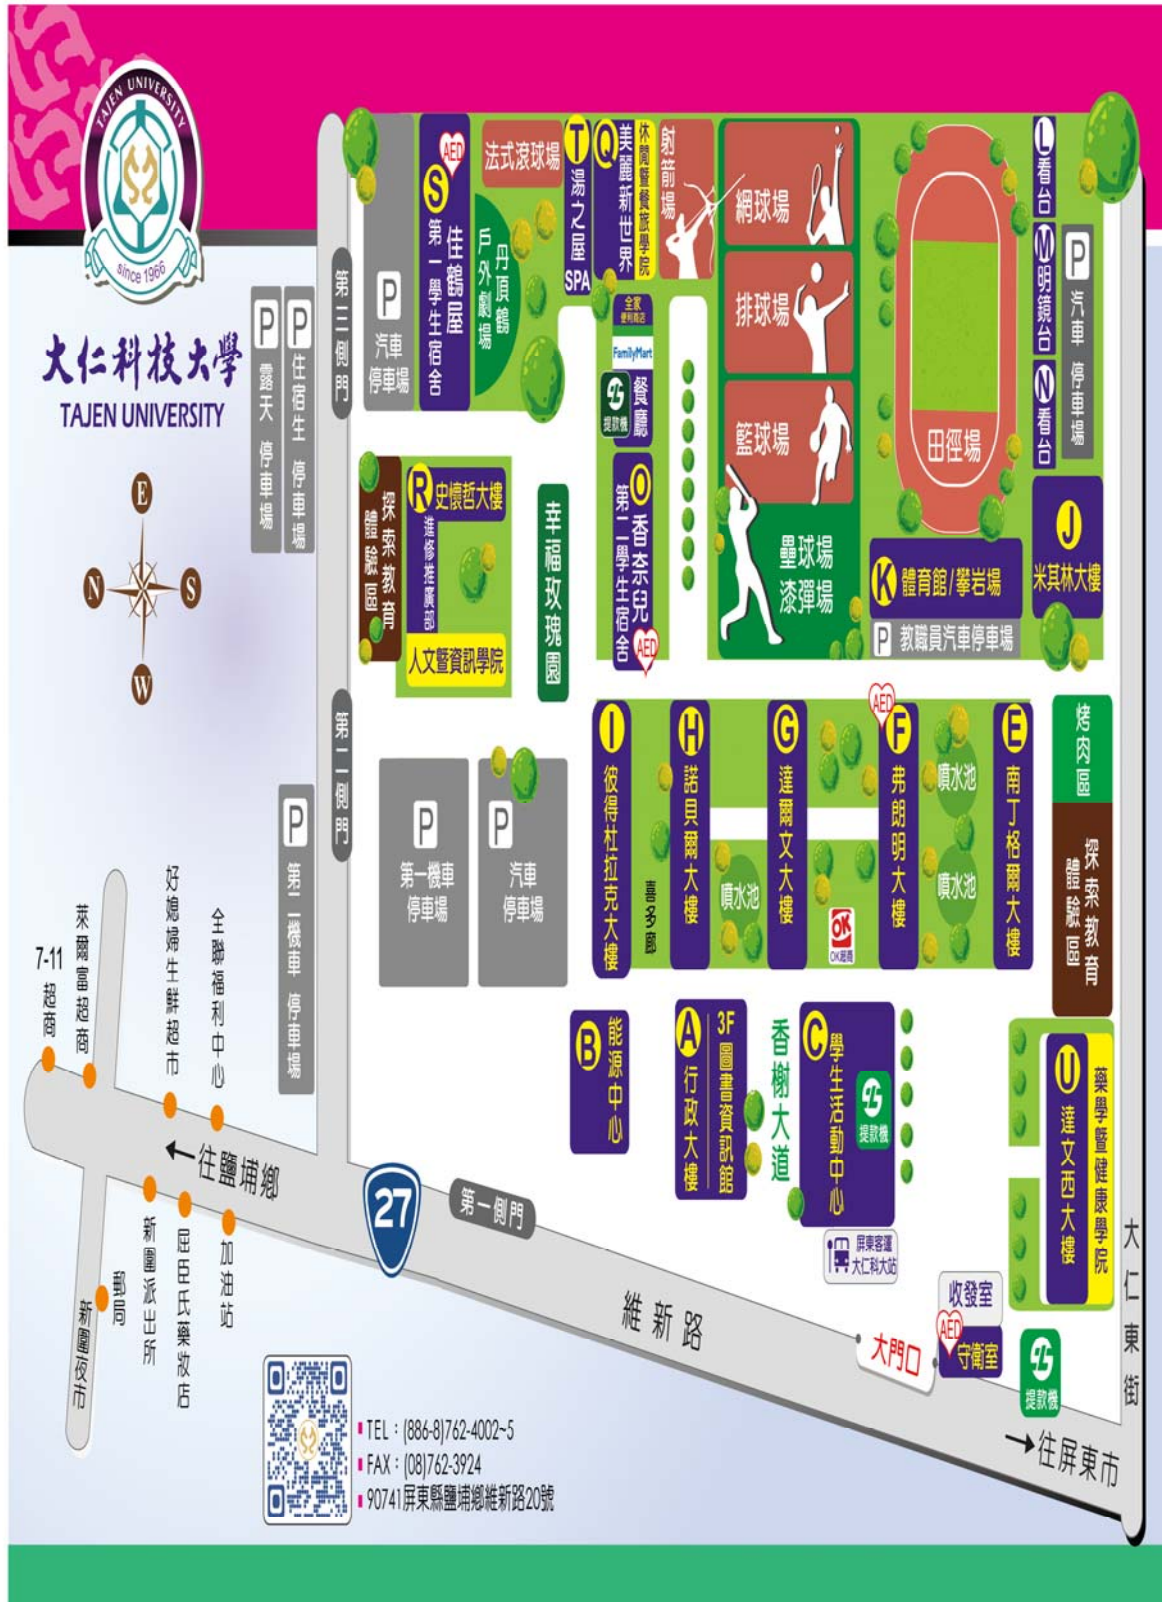 TAJEN UNIVERSITY
since 1966
大仁科技大學
TAJEN UNIVERSITY
E
N
S
W
P 露天 停車場
P 住宿生 停車場
第三側門
P
汽車
停車場
AED
S
佳鶴屋
第一學生宿舍
法式滾球場
丹頂鶴
戶外劇場
T
湯之屋
SPA
Q
美麗新世界
休閒暨餐旅學院
射箭場
網球場
排球場
籃球場
壘球場
漆彈場
田徑場
L 看台
M 明鏡台
N 看台
P 汽車 停車場
全家
便利商店
FamilyMart
提款機
餐廳
O
香奈兒
第二學生宿舍
AED
探索教育
體驗區
R
史懷哲大樓
進修推廣部
人文暨資訊學院
幸福玫瑰園
K
體育館/攀岩場
P
教職員汽車停車場
J
米其林大樓
第二側門
P
第一機車
停車場
P
汽車
停車場
P 第二機車 停車場
I
彼得杜拉克大樓
喜多廊
H
諾貝爾大樓
噴水池
G
達爾文大樓
OK
OK超商
AED
F
弗朗明大樓
噴水池
噴水池
E
南丁格爾大樓
烤肉區
探索教育
體驗區
B
能源中心
A
行政大樓
3F圖書資訊館
香榭大道
C
學生活動中心
提款機
U
達文西大樓
藥學暨健康學院
7-11
超商
萊爾富超商
好媳婦生鮮超市
全聯福利中心
←往鹽埔鄉
27
第一側門
屏東客運
大仁科大站
新圍夜市
郵局
新圍派出所
屈臣氏藥妝店
加油站
維新路
大門口
收發室
AED
守衛室
提款機
大仁東街
→往屏東市
TEL：(886-8)762-4002~5
FAX：(08)762-3924
90741屏東縣鹽埔鄉維新路20號